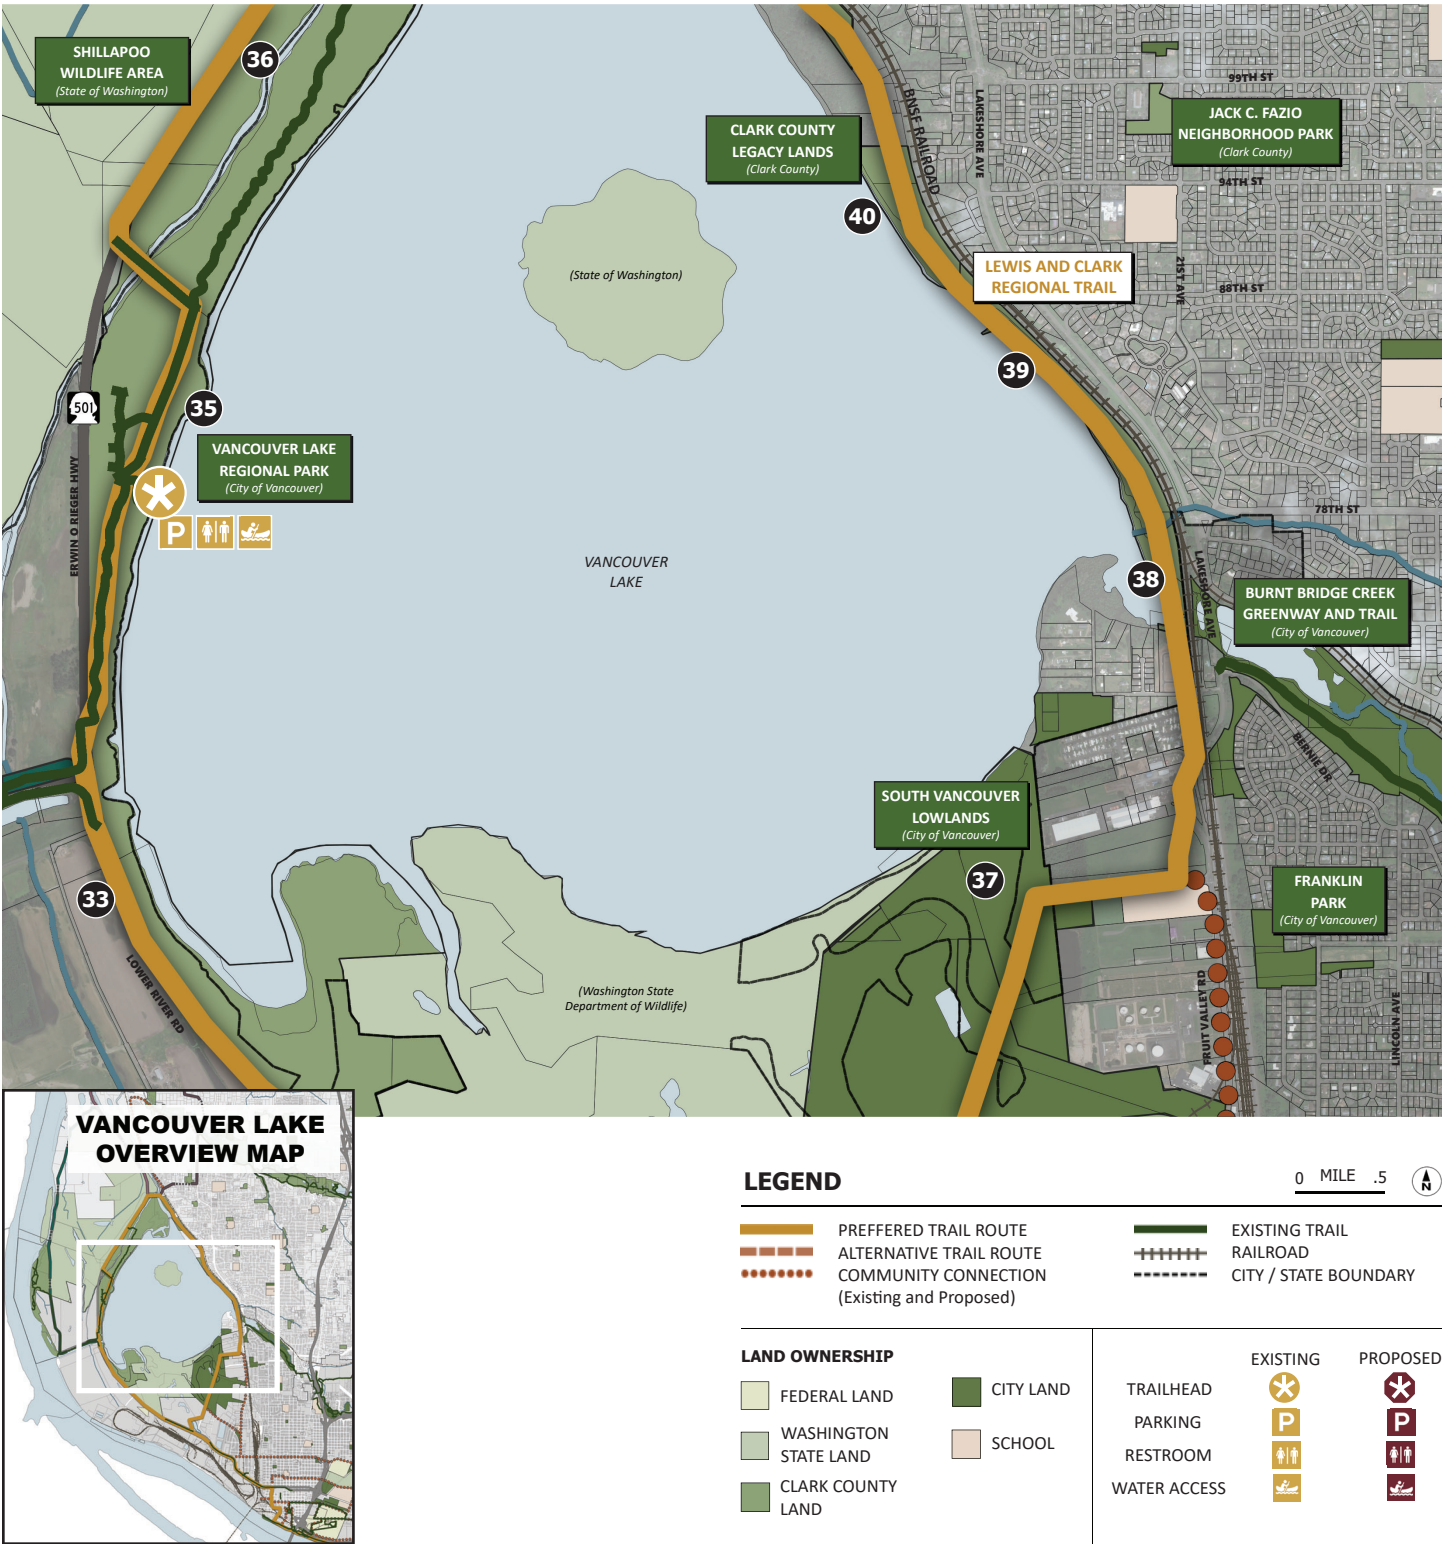 SHILLAPOO
WILDLIFE AREA
(State of Washington)
36
CLARK COUNTY
LEGACY LANDS
(Clark County)
BNSF RAILROAD
LAKESHORE AVE
99TH ST
JACK C. FAZIO
NEIGHBORHOOD PARK
(Clark County)
94TH ST
40
(State of Washington)
LEWIS AND CLARK
REGIONAL TRAIL
21ST AVE
88TH ST
39
501
35
VANCOUVER LAKE
REGIONAL PARK
(City of Vancouver)
P
ERWIN O RIEGER HWY
VANCOUVER
LAKE
78TH ST
38
LAKESHORE AVE
BURNT BRIDGE CREEK
GREENWAY AND TRAIL
(City of Vancouver)
BERNIE DR
SOUTH VANCOUVER
LOWLANDS
(City of Vancouver)
37
FRANKLIN
PARK
(City of Vancouver)
33
LOWER RIVER RD
(Washington State
Department of Wildlife)
FRUIT VALLEY RD
LINCOLN AVE
VANCOUVER LAKE
OVERVIEW MAP
LEGEND
0 MILE .5
N
PREFFERED TRAIL ROUTE
ALTERNATIVE TRAIL ROUTE
COMMUNITY CONNECTION
(Existing and Proposed)
EXISTING TRAIL
RAILROAD
CITY / STATE BOUNDARY
LAND OWNERSHIP
FEDERAL LAND
WASHINGTON
STATE LAND
CLARK COUNTY
LAND
CITY LAND
SCHOOL
EXISTING PROPOSED
TRAILHEAD
PARKING P P
RESTROOM
WATER ACCESS